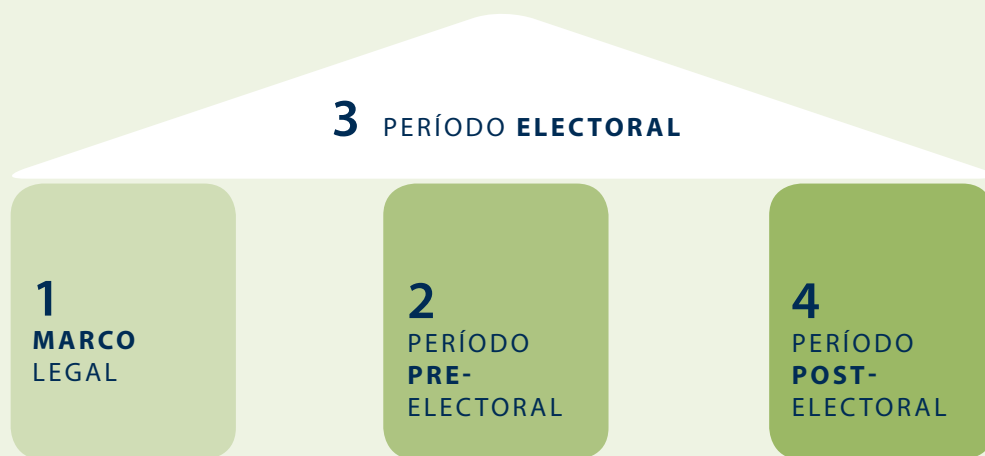 3 PERÍODO ELECTORAL
1
MARCO
LEGAL
2
PERÍODO
PRE-
ELECTORAL
4
PERÍODO
POST-
ELECTORAL